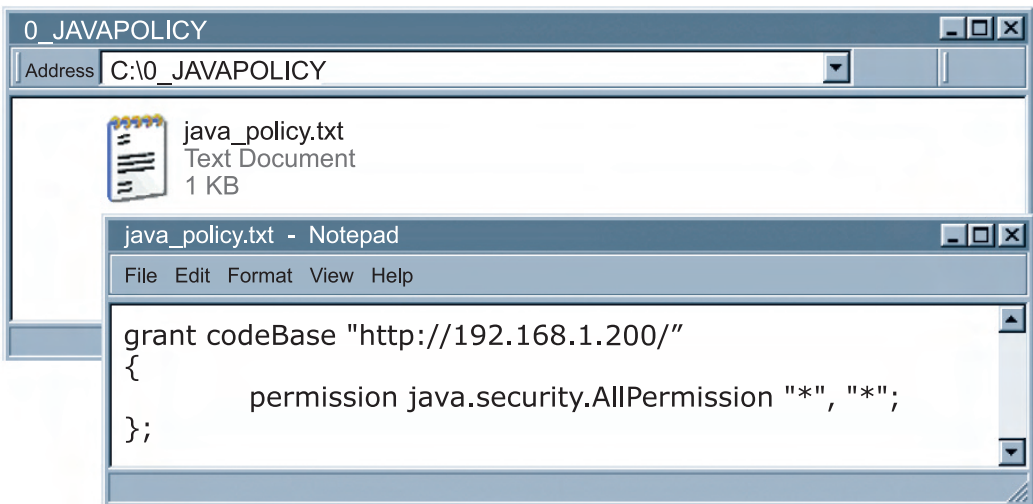 0_JAVAPOLICY
Address C:\0_JAVAPOLICY
java_policy.txt
Text Document
1 KB
java_policy.txt - Notepad
File Edit Format View Help
grant codeBase "http://192.168.1.200/”
{
permission java.security.AllPermission "*", "*";
};